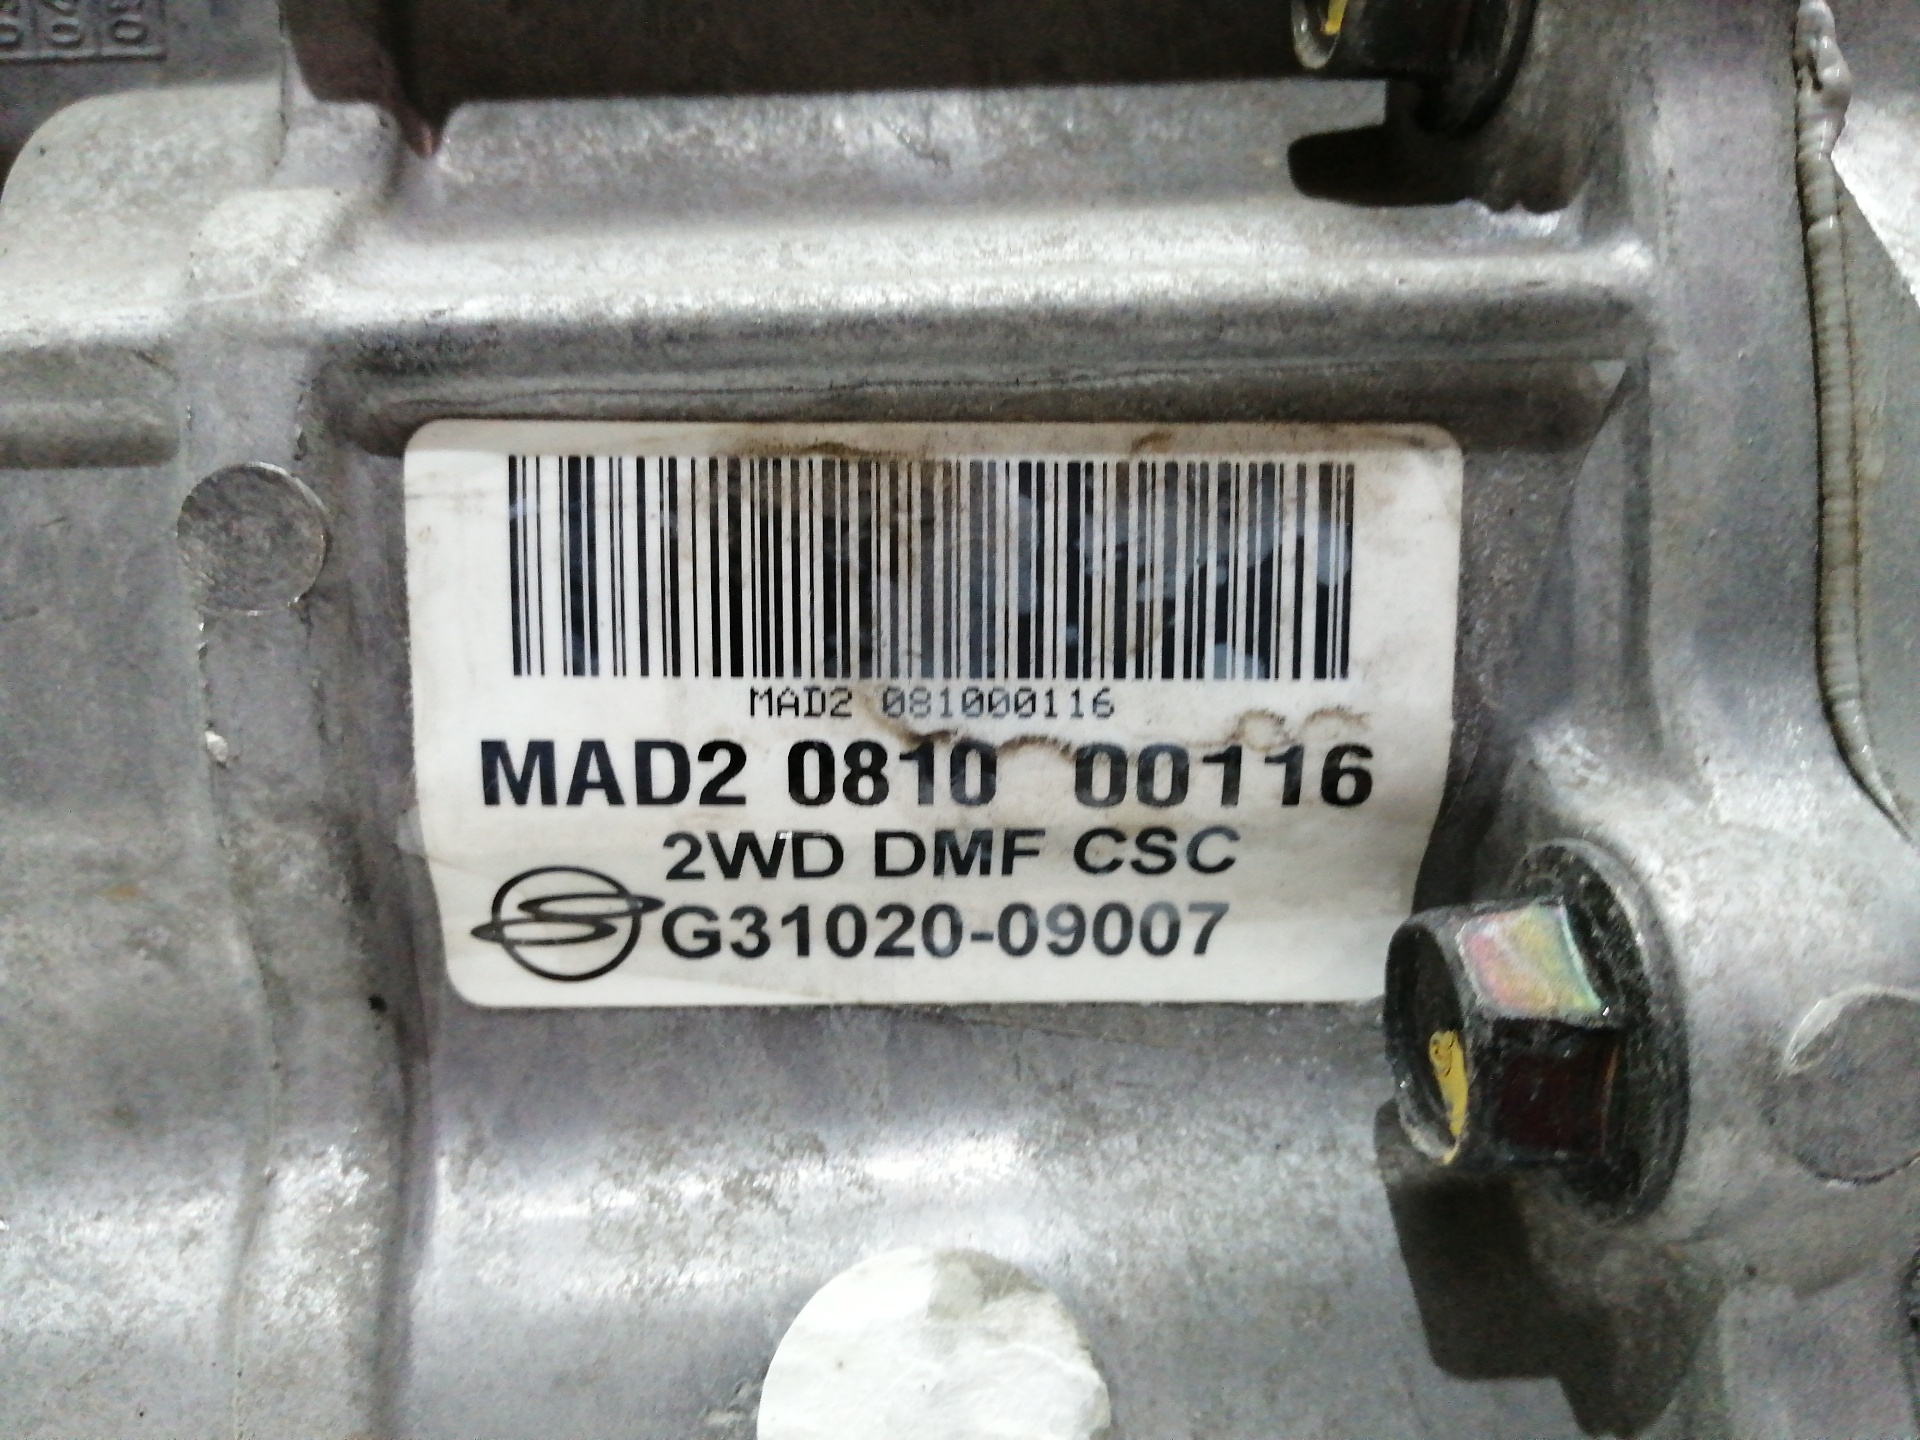 MAD2 081000116
MAD2 0810 00116
2WD DMF CSC
G31020-09007